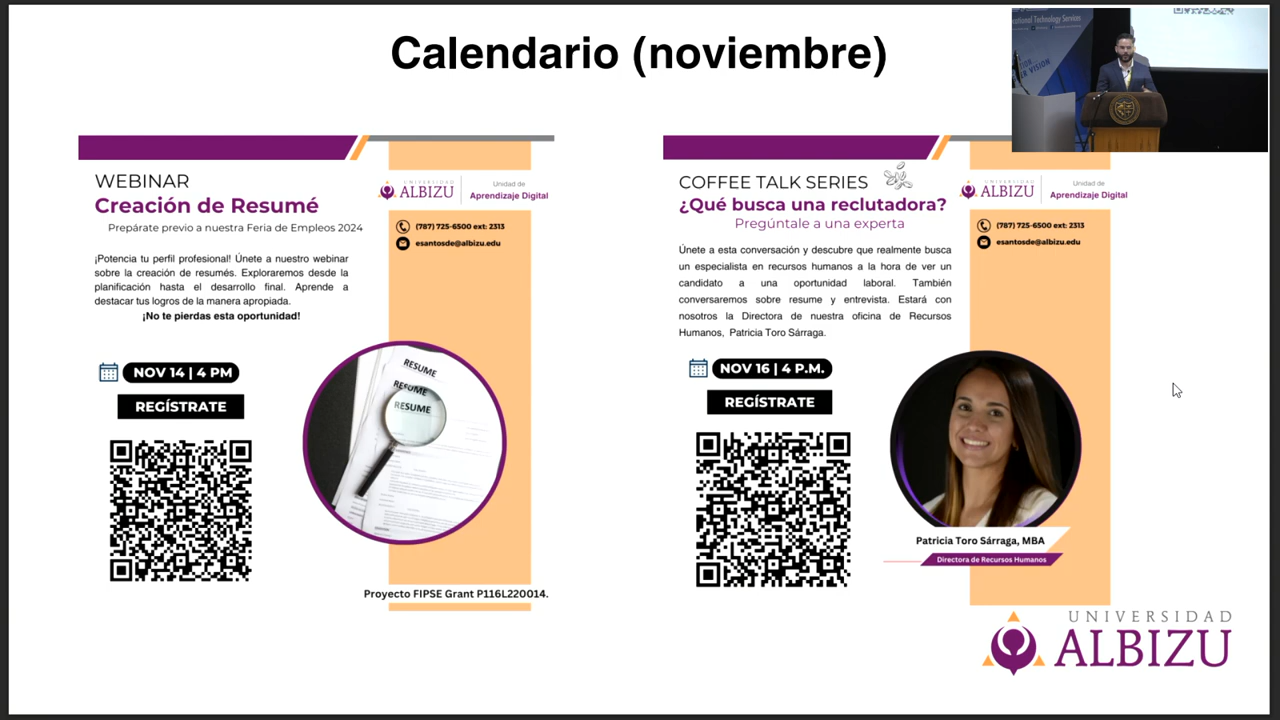 Calendario (noviembre)
WEBINAR
Creación de Resumé
Prepárate previo a nuestra Feria de Empleos 2024
¡Potencia tu perfil profesional! Únete a nuestro webinar
sobre la creación de resumés. Exploraremos desde la
planificación hasta el desarrollo final. Aprende a
destacar tus logros de la manera apropiada.
¡No te pierdas esta oportunidad!
NOV 14 | 4 PM
REGÍSTRATE
UNIVERSIDAD
ALBIZU
Unidad de
Aprendizaje Digital
(787) 725-6500 ext: 2313
esantosde@albizu.edu
RESUME
RESUME
RESUME
Proyecto FIPSE Grant P116L220014.
COFFEE TALK SERIES
¿Qué busca una reclutadora?
Pregúntale a una experta
Únete a esta conversación y descubre que realmente busca
un especialista en recursos humanos a la hora de ver un
candidato a una oportunidad laboral. También
conversaremos sobre resume y entrevista. Estará con
nosotros la Directora de nuestra oficina de Recursos
Humanos, Patricia Toro Sárraga.
NOV 16 | 4 P.M.
REGÍSTRATE
UNIVERSIDAD
ALBIZU
Unidad de
Aprendizaje Digital
(787) 725-6500 ext: 2313
esantosde@albizu.edu
Patricia Toro Sárraga, MBA
Directora de Recursos Humanos
UNIVERSIDAD
ALBIZU
Technology Services
VISION